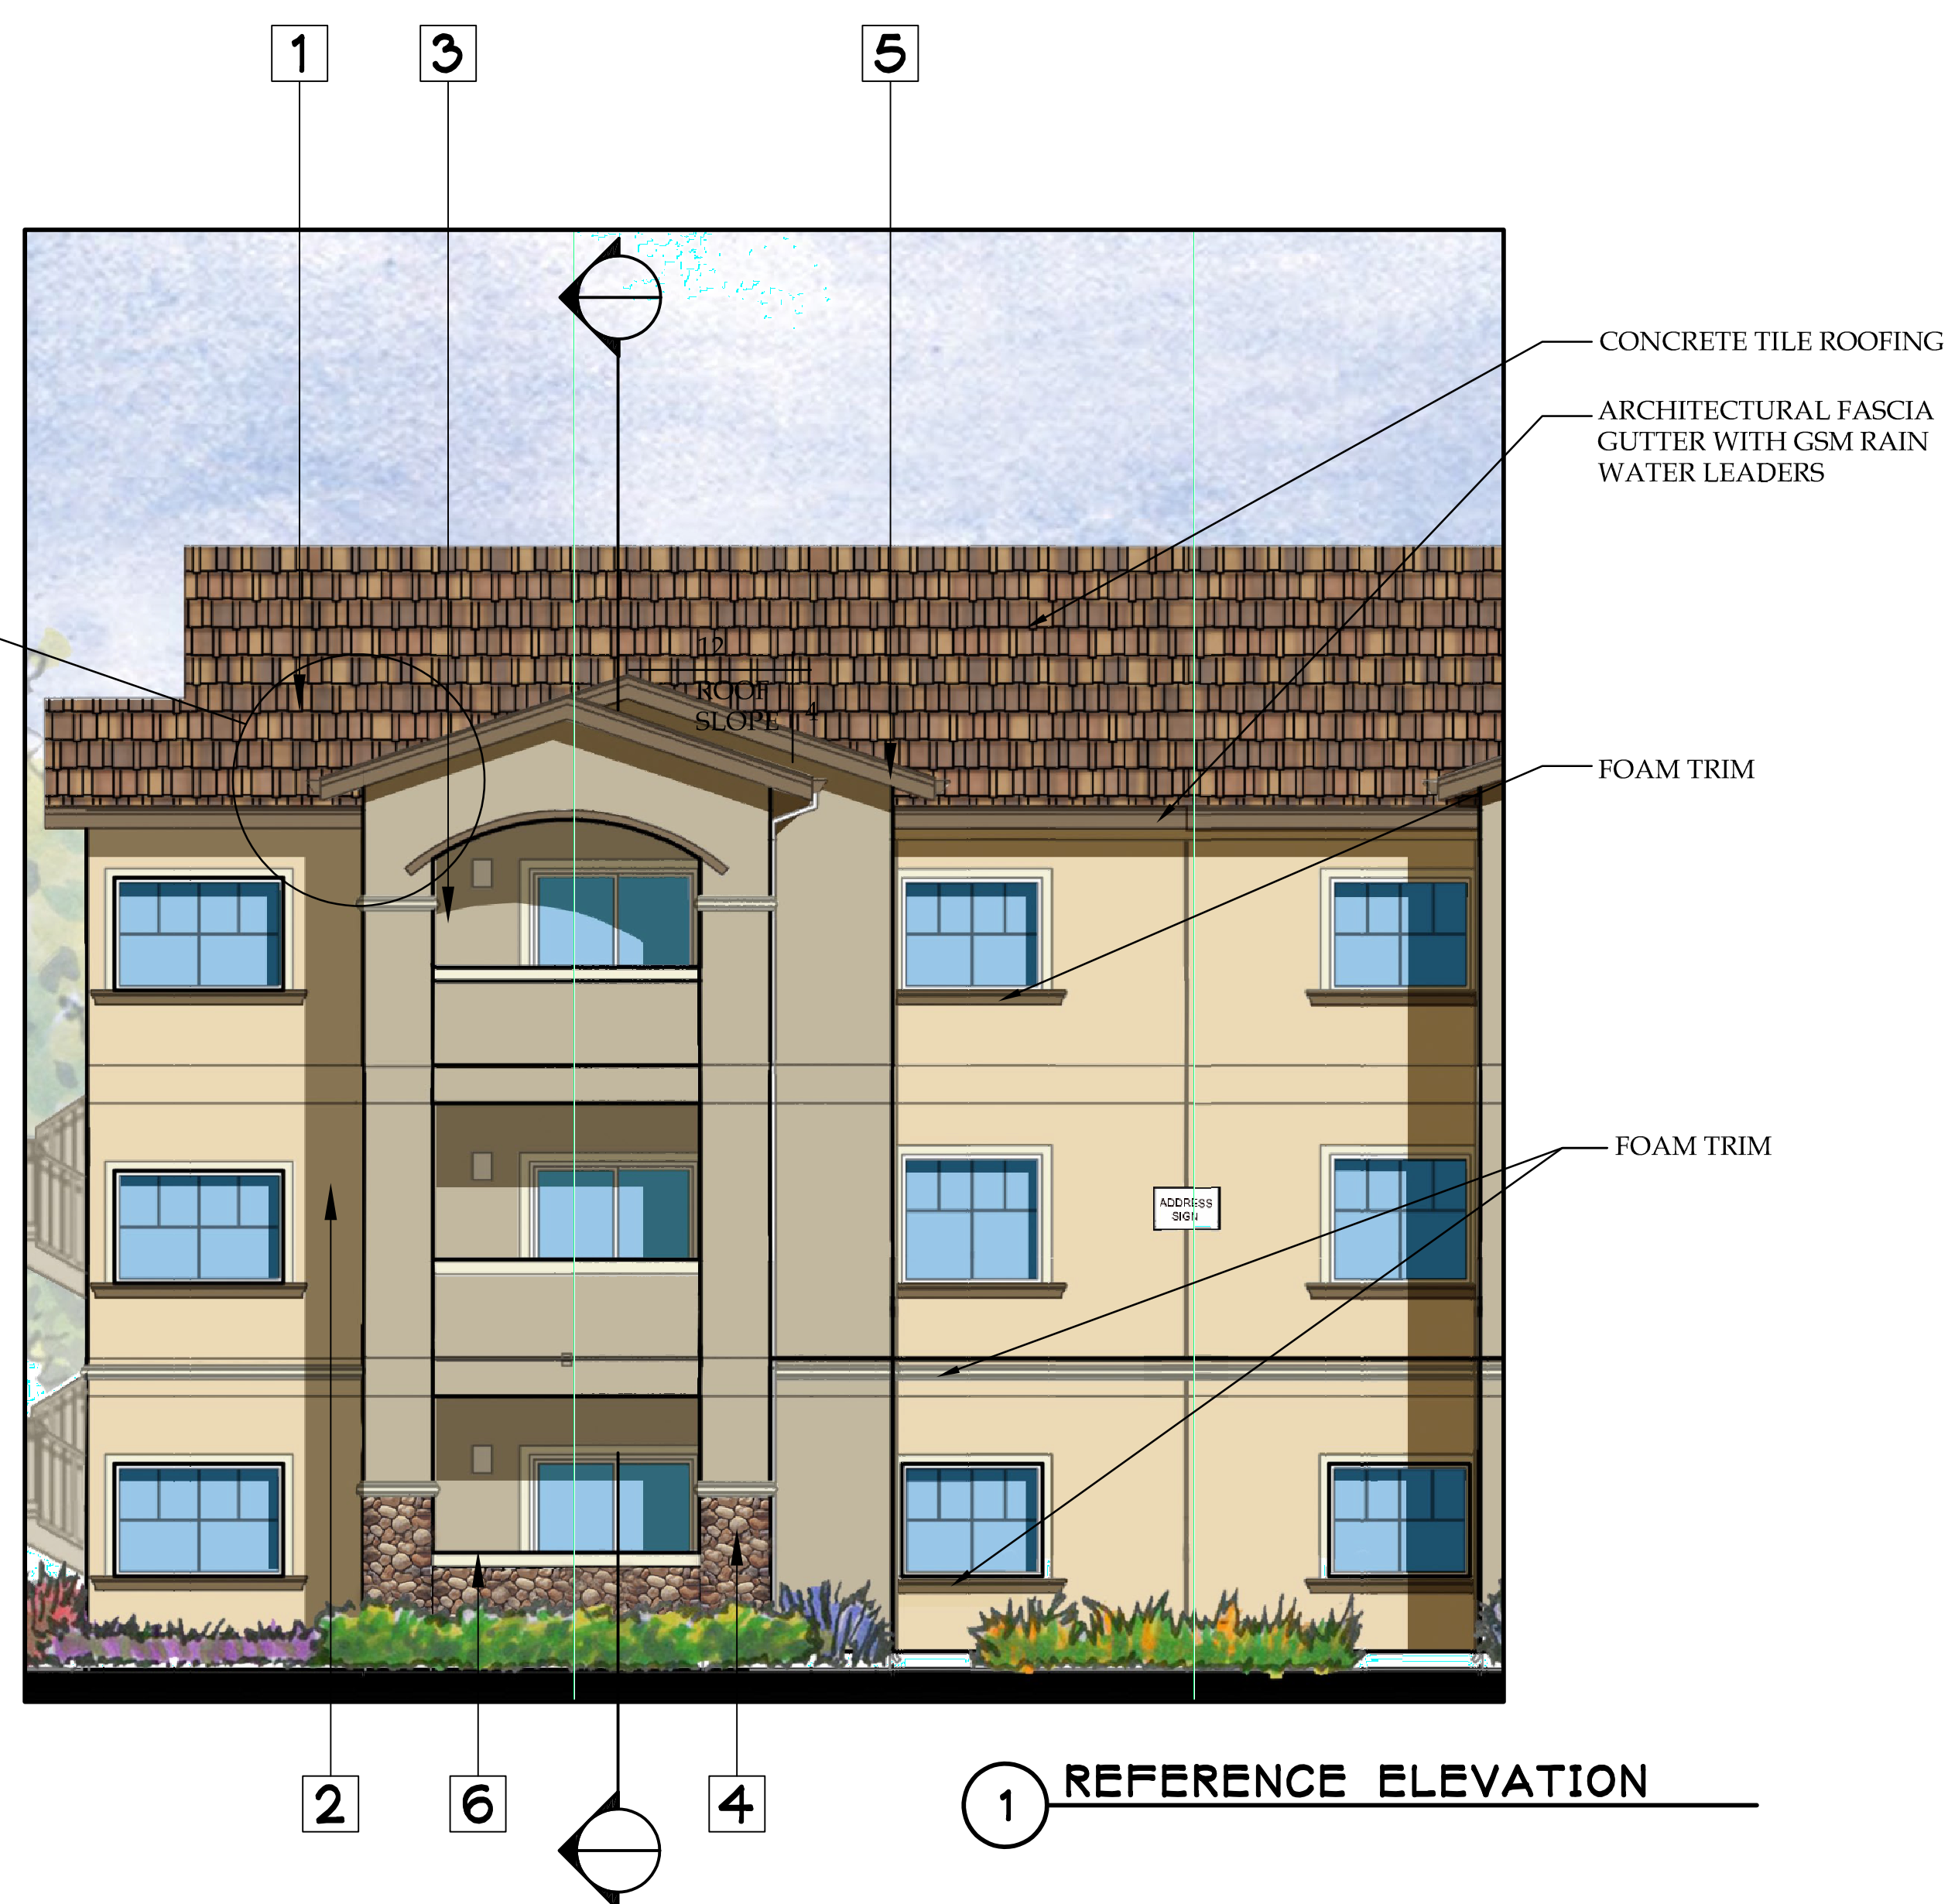 1
3
5
CONCRETE TILE ROOFING
ARCHITECTURAL FASCIA
GUTTER WITH GSM RAIN
WATER LEADERS
12
ROOF
SLOPE
4
FOAM TRIM
FOAM TRIM
ADDRESS
SIGN
2
6
4
1
REFERENCE ELEVATION